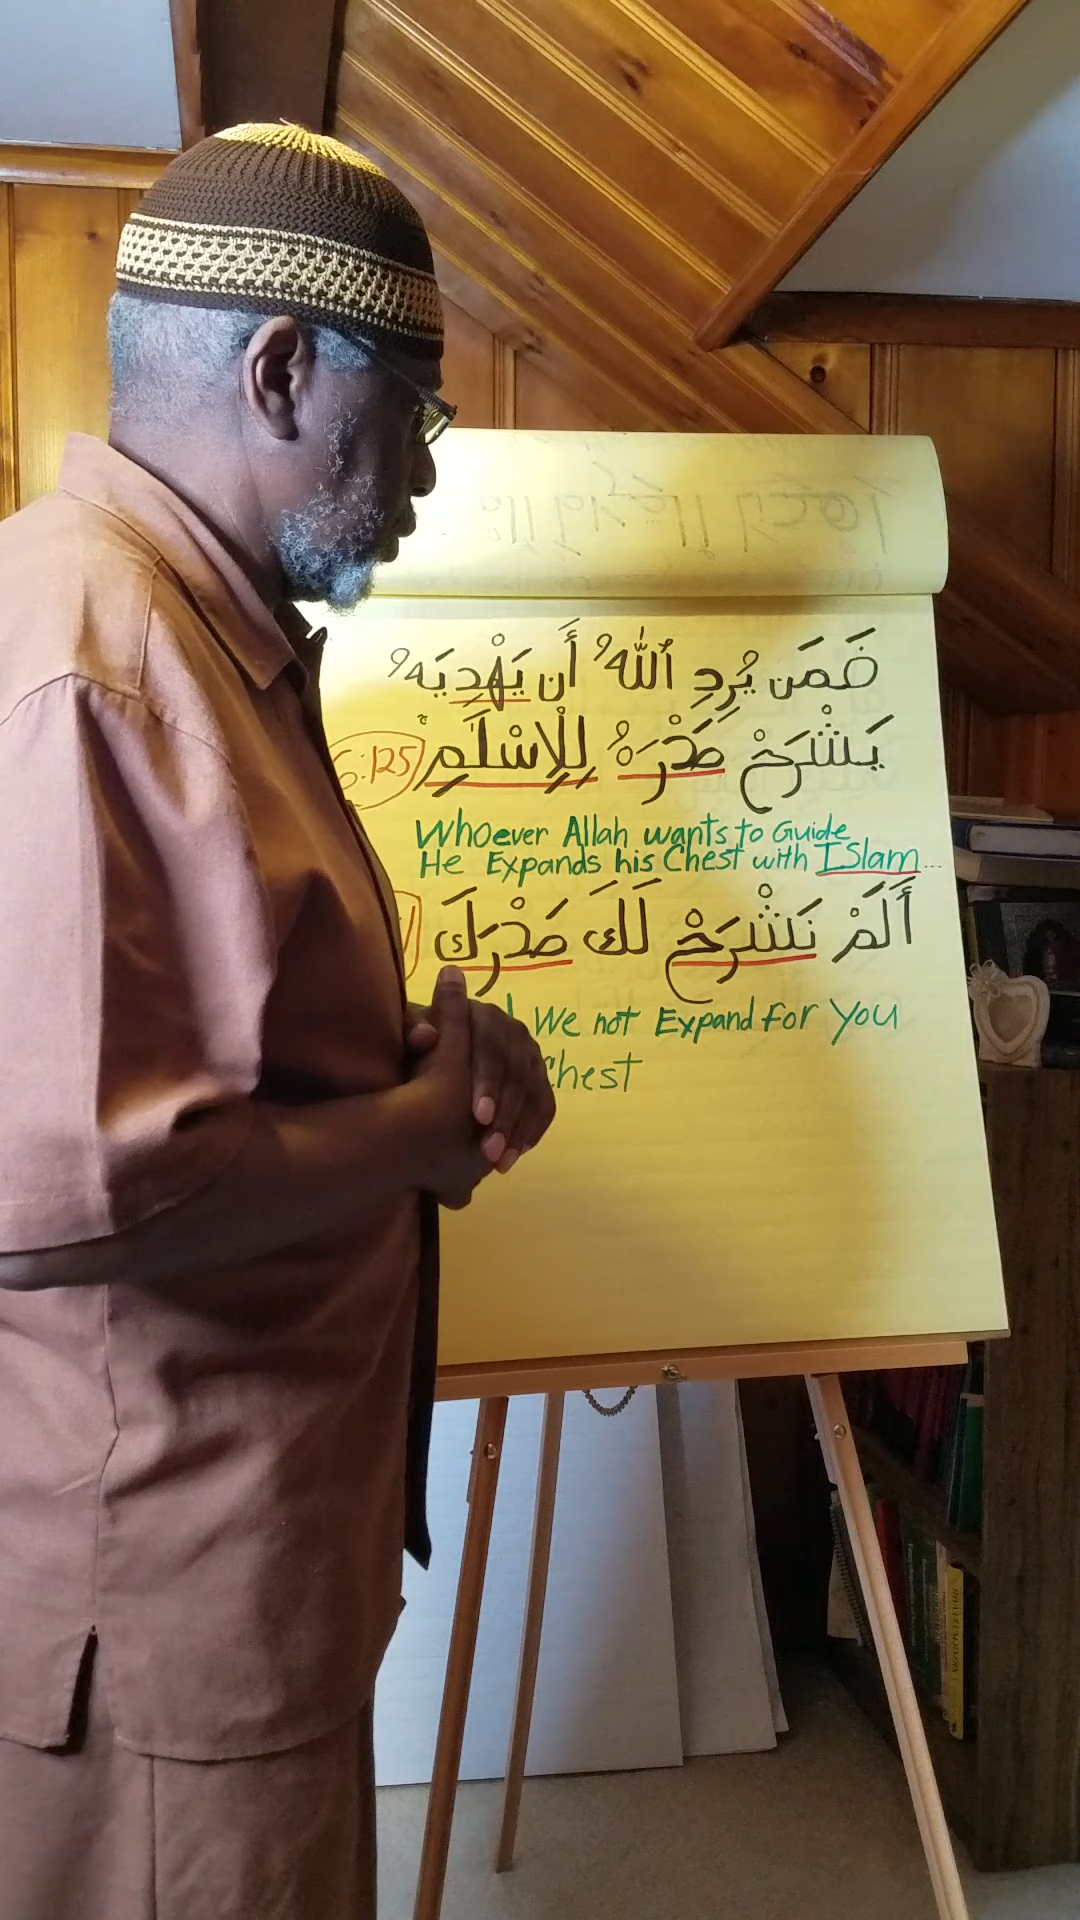 فَمَن يُرِدِ ٱللَّهُ أَن يَهْدِيَهُ
يَشْرَحْ صَدْرَهُ لِلْإِسْلَٰمِ
6:125
Whoever Allah wants to Guide
He Expands his Chest with ISlam...
أَلَمْ نَشْرَحْ لَكَ صَدْرَكَ
We not Expand for You
Chest